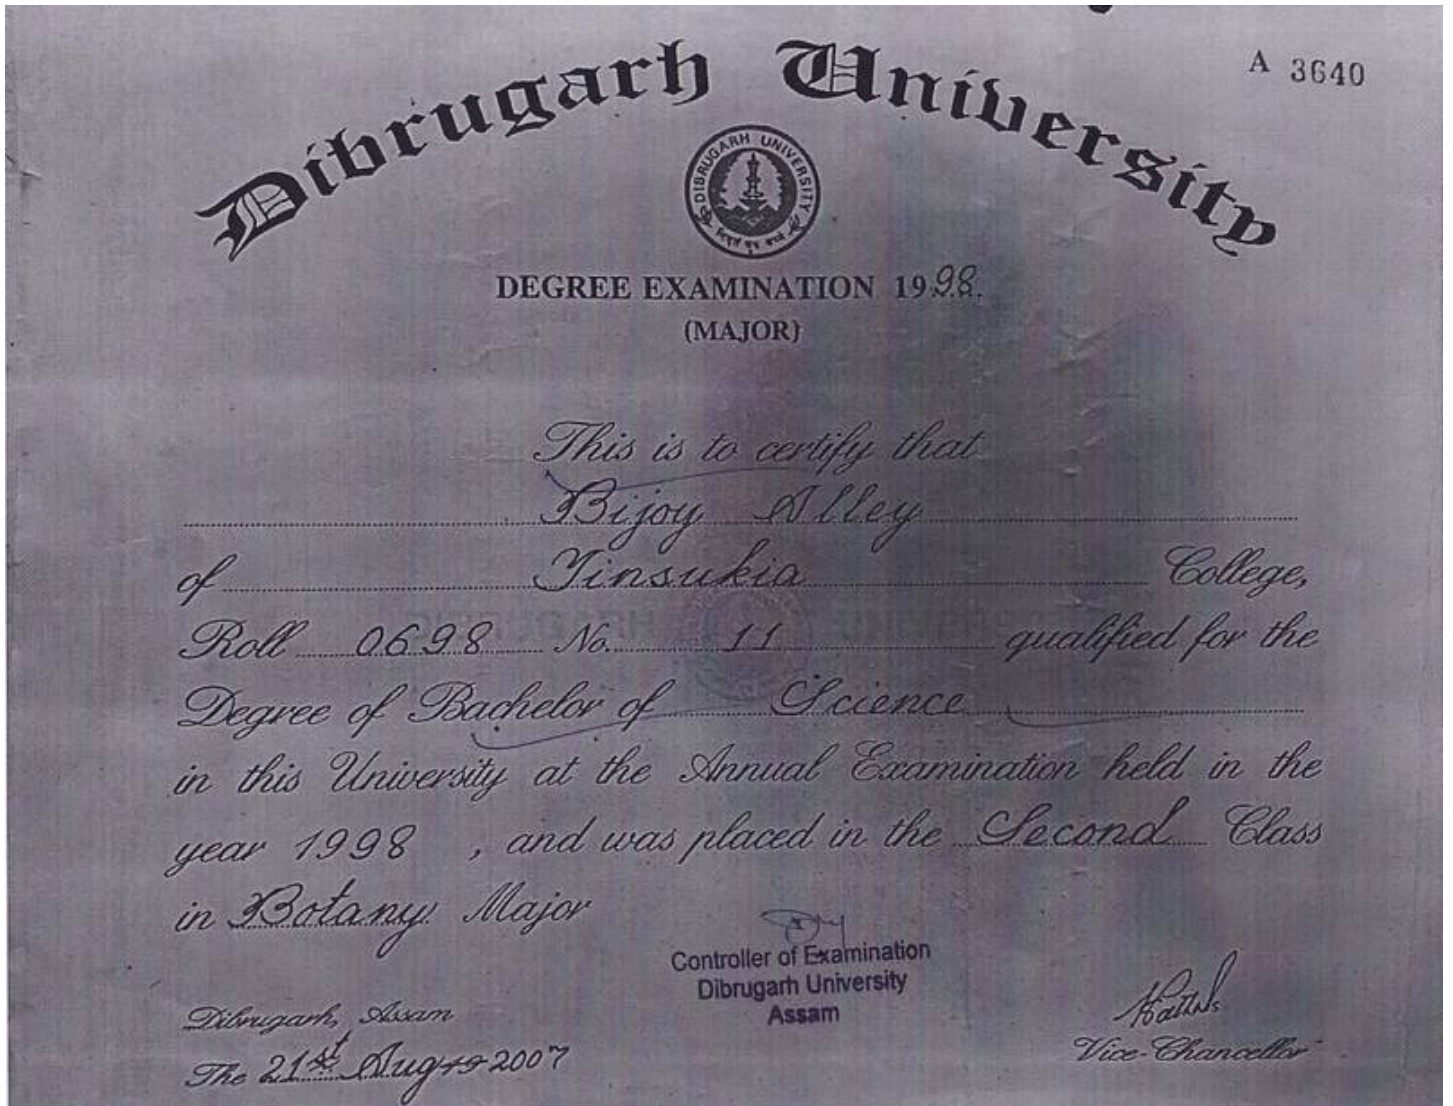 A 3640
Dibrugarh University
DIBRUGARH UNIVERSITY
DEGREE EXAMINATION 1998.
(MAJOR)
This is to certify that
Bijoy Alley
of Tinsukia College,
Roll 0698 No. 11 qualified for the
Degree of Bachelor of Science
in this University at the Annual Examination held in the
year 1998 , and was placed in the Second Class
in Botany Major
Controller of Examination
Dibrugarh University
Assam
Dibrugarh, Assam
The 21st Aug 19 2007
Vice-Chancellor